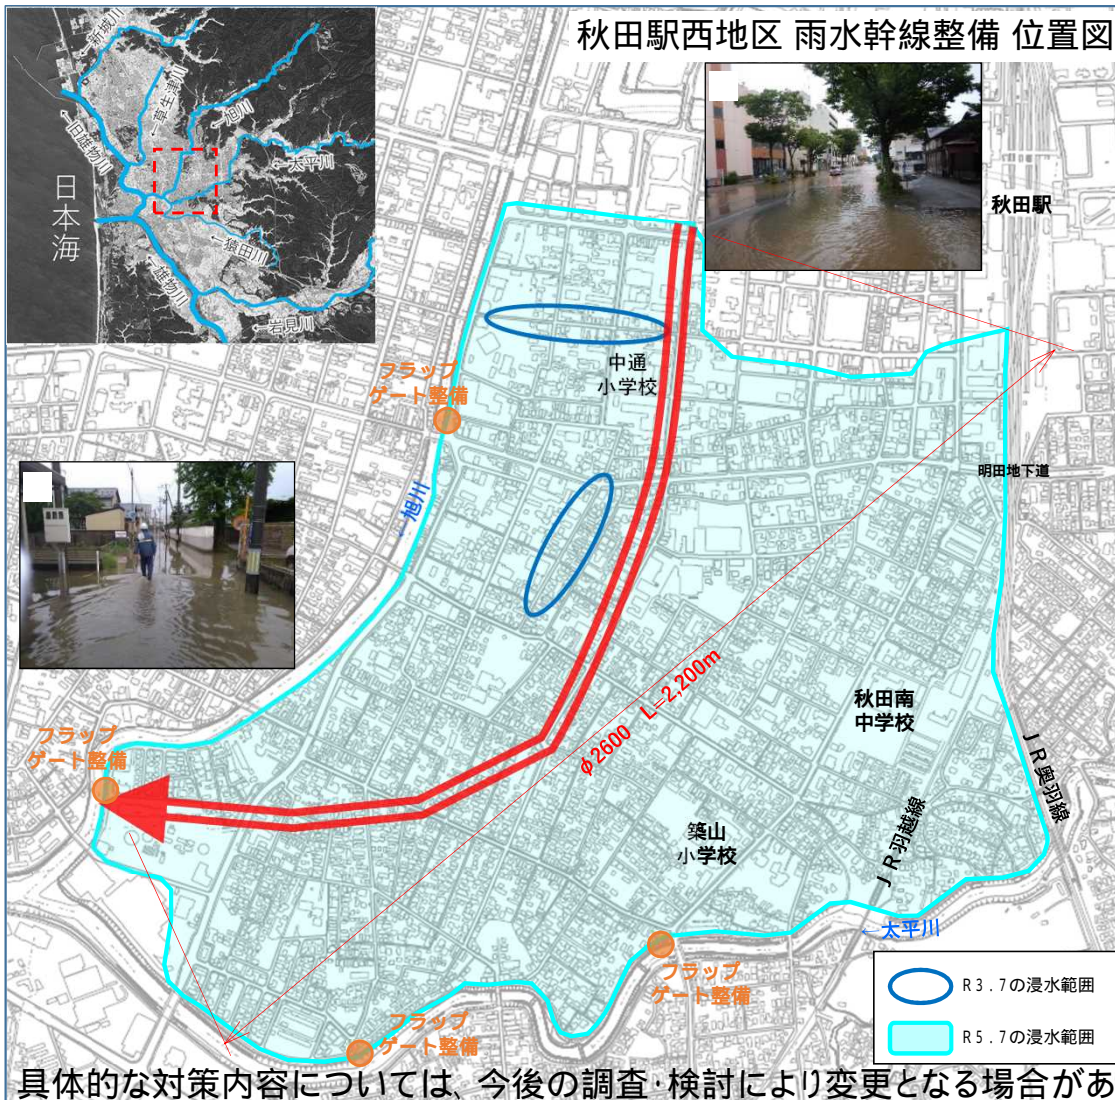 秋田駅西地区 雨水幹線整備 位置図
←新城川
←草生津川
←旭川
←旧雄物川
←太平川
日本海
←猿田川
←雄物川
←岩見川
秋田駅
中通
小学校
フラップ
ゲート整備
明田地下道
←旭川
φ2600 L=2,200m
秋田南
中学校
フラップ
ゲート整備
JR奥羽線
築山
小学校
JR羽越線
←太平川
フラップ
ゲート整備
フラップ
ゲート整備
R3.7の浸水範囲
R5.7の浸水範囲
具体的な対策内容については、今後の調査・検討により変更となる場合があ